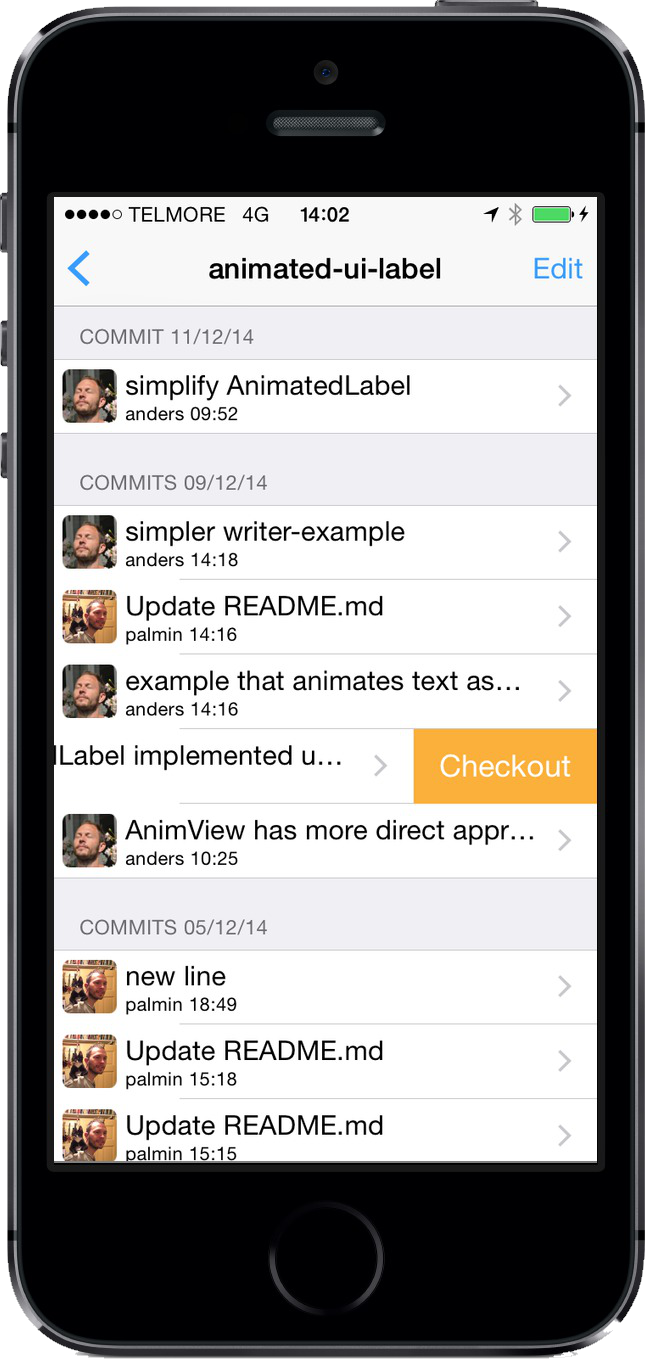 TELMORE 4G 14:02
animated-ui-label Edit
COMMIT 11/12/14
simplify AnimatedLabel
anders 09:52
COMMITS 09/12/14
simpler writer-example
anders 14:18
Update README.md
palmin 14:16
example that animates text as…
anders 14:16
lLabel implemented u… Checkout
AnimView has more direct appr…
anders 10:25
COMMITS 05/12/14
new line
palmin 18:49
Update README.md
palmin 15:18
Update README.md
palmin 15:15